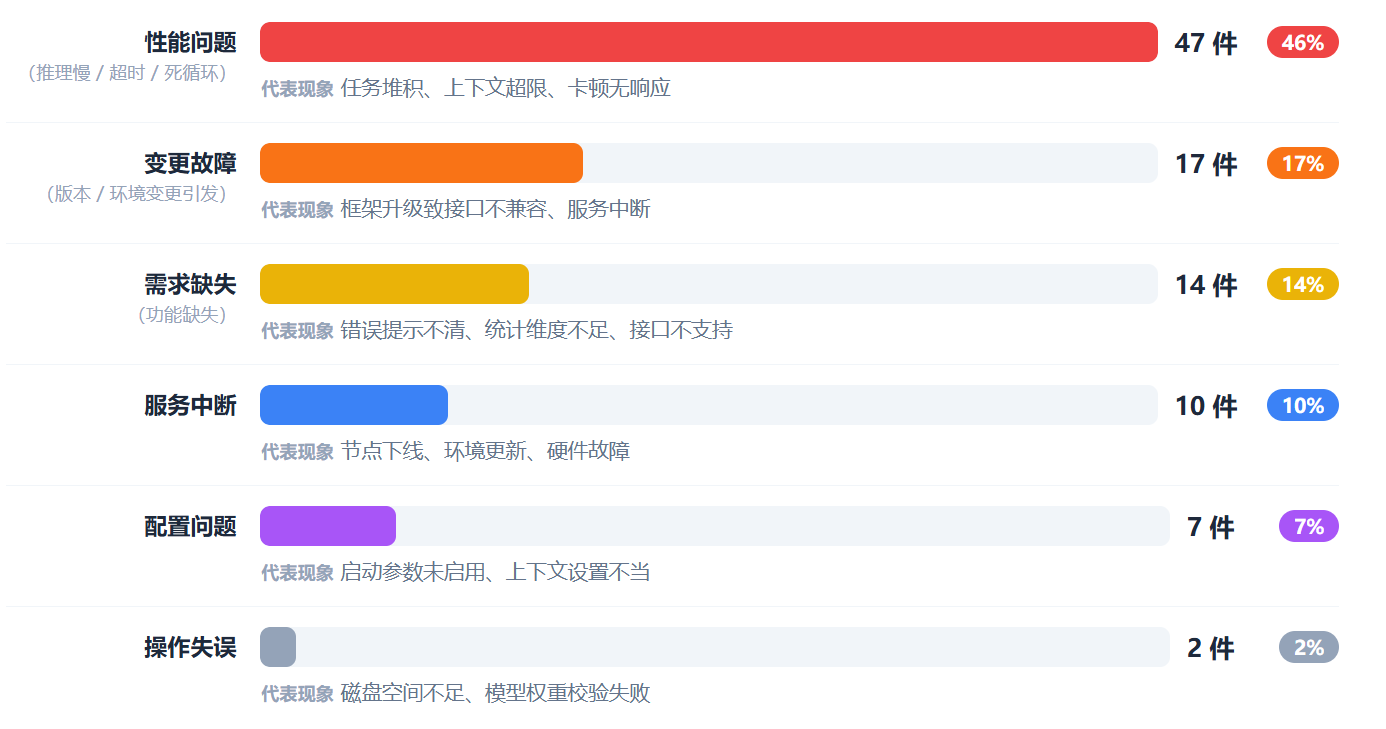 性能问题 47 件 46%
（推理慢 / 超时 / 死循环）
代表现象 任务堆积、上下文超限、卡顿无响应
变更故障 17 件 17%
（版本 / 环境变更引发）
代表现象 框架升级致接口不兼容、服务中断
需求缺失 14 件 14%
（功能缺失）
代表现象 错误提示不清、统计维度不足、接口不支持
服务中断 10 件 10%
代表现象 节点下线、环境更新、硬件故障
配置问题 7 件 7%
代表现象 启动参数未启用、上下文设置不当
操作失误 2 件 2%
代表现象 磁盘空间不足、模型权重校验失败